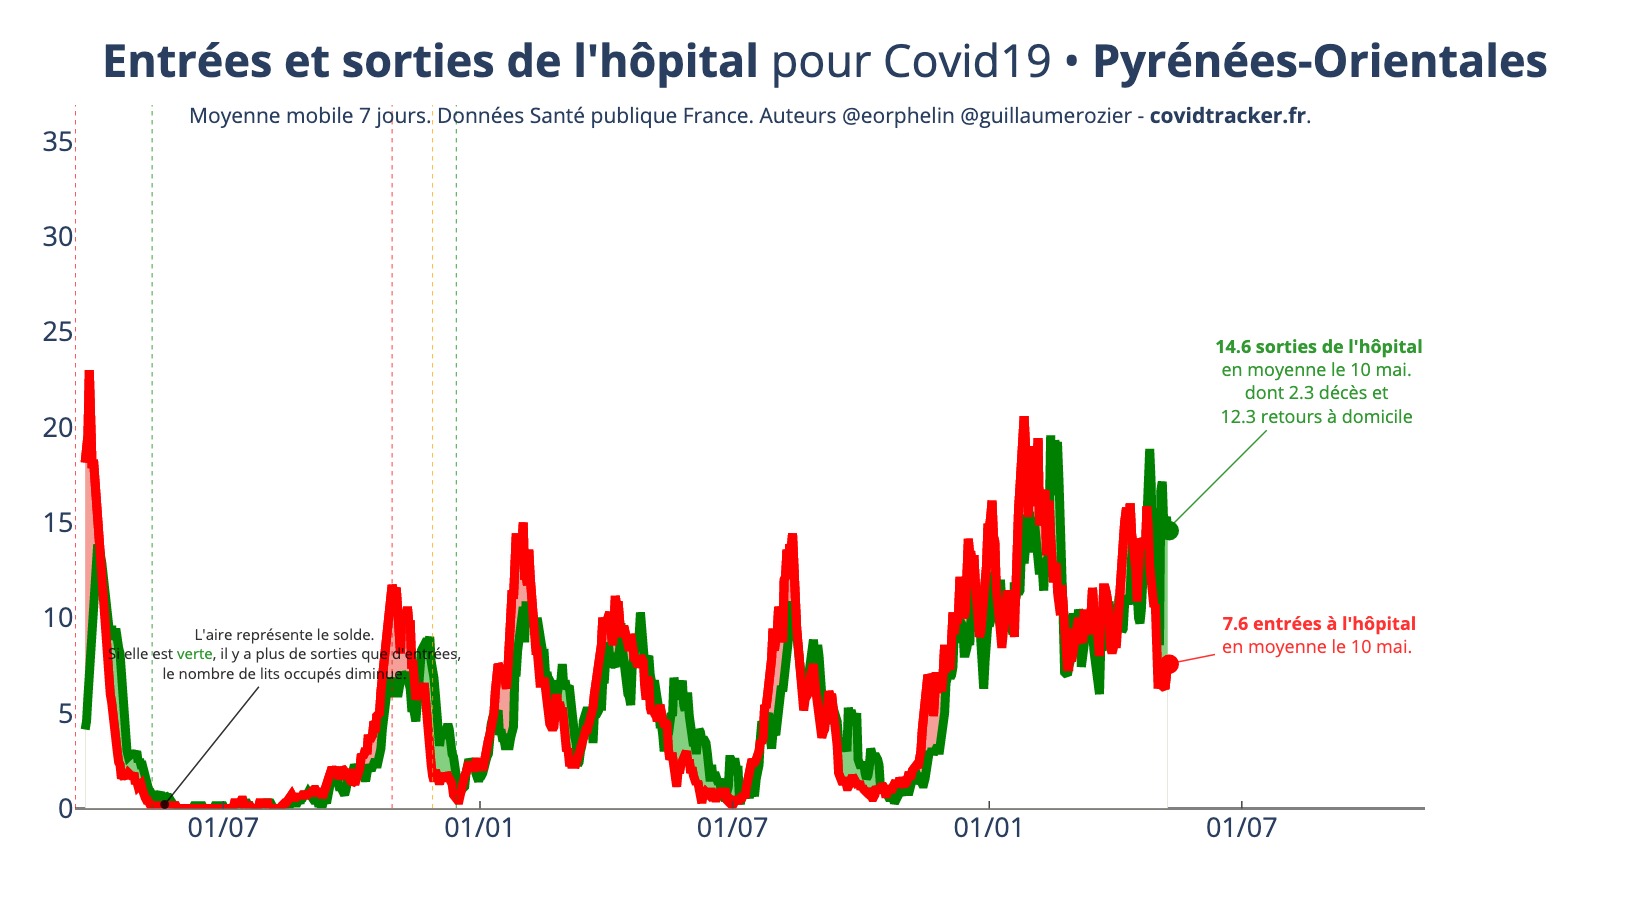 Entrées et sorties de l'hôpital pour Covid19 • Pyrénées-Orientales
Moyenne mobile 7 jours. Données Santé publique France. Auteurs @eorphelin @guillaumerozier - covidtracker.fr.
35
30
25
20
15
10
5
0
14.6 sorties de l'hôpital
en moyenne le 10 mai.
dont 2.3 décès et
12.3 retours à domicile
7.6 entrées à l'hôpital
en moyenne le 10 mai.
L'aire représente le solde.
Si elle est verte, il y a plus de sorties que d'entrées,
le nombre de lits occupés diminue.
01/07
01/01
01/07
01/01
01/07